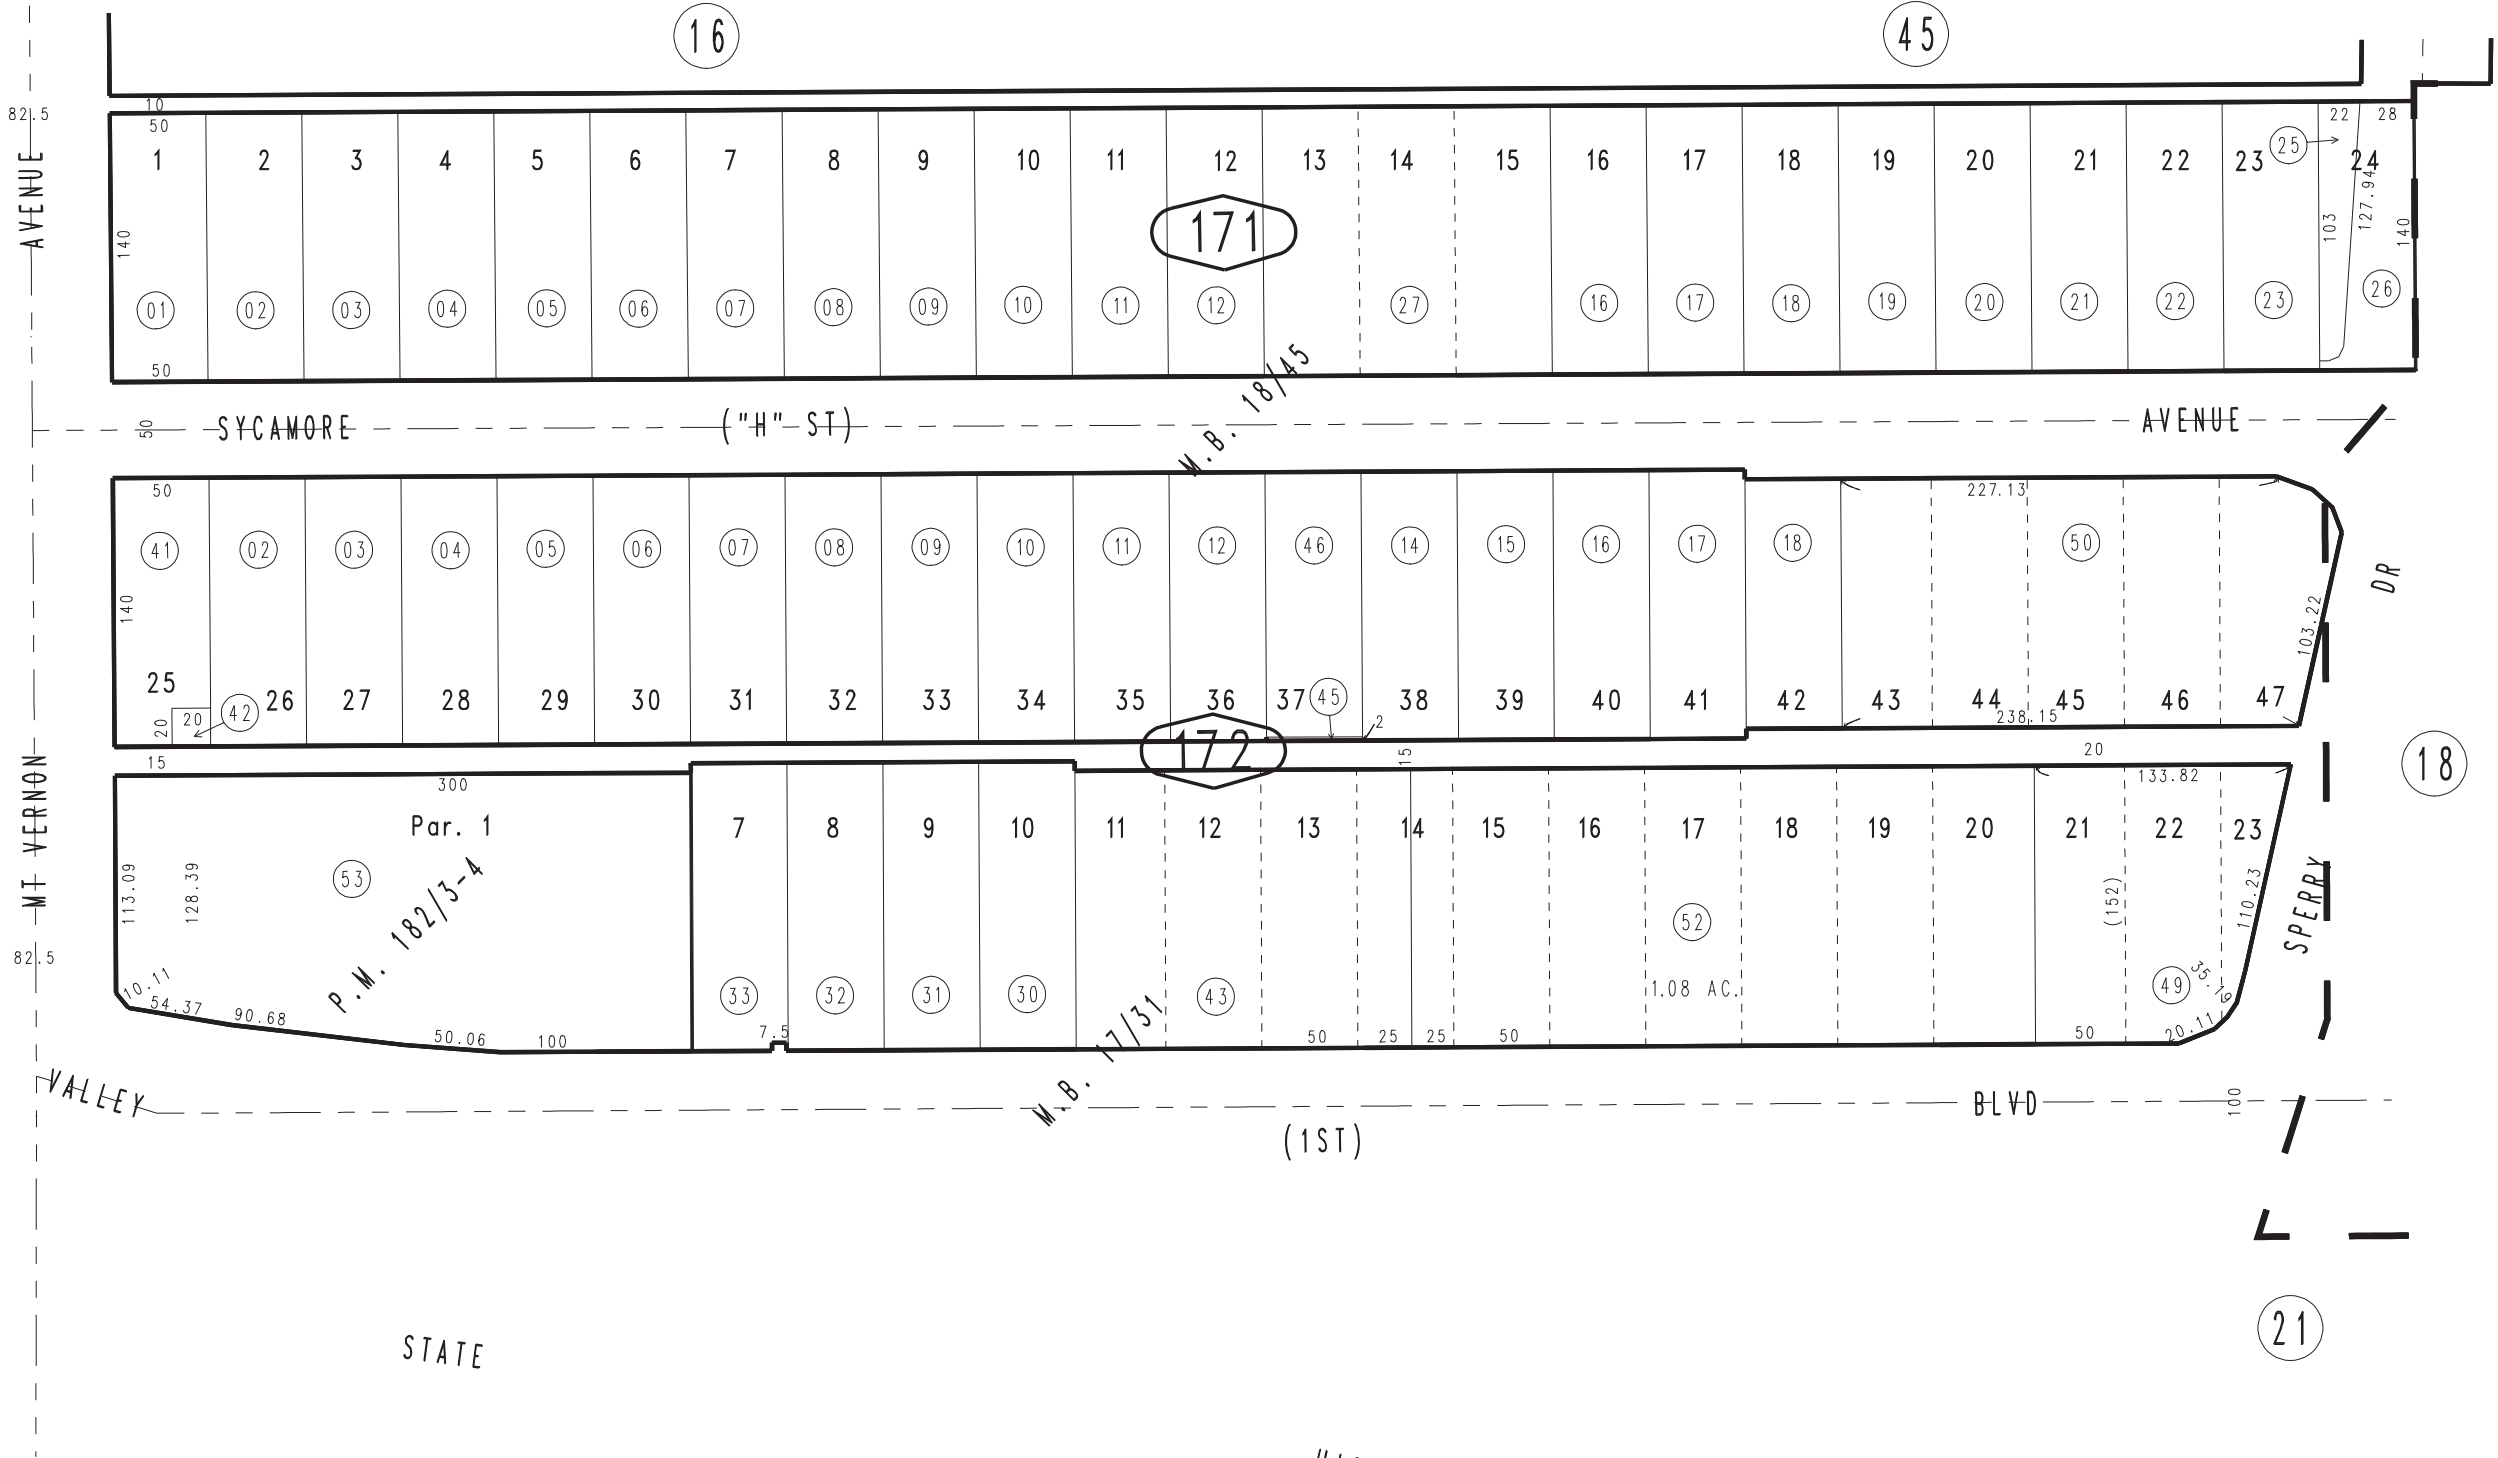 16 45
10
82.5 50 22 28
1 2 3 4 5 6 7 8 9 10 11 12 13 14 15 16 17 18 19 20 21 22 23 25 24
AVENUE
171
140 103 127.94 140
01 02 03 04 05 06 07 08 09 10 11 12 27 16 17 18 19 20 21 22 23 26
50
M.B. 18/45
50 SYCAMORE ("H" ST) AVENUE
50 227.13
41 02 03 04 05 06 07 08 09 10 11 12 46 14 15 16 17 18 50
DR
140 103.22
25 26 27 28 29 30 31 32 33 34 35 36 37 45 38 39 40 41 42 43 44 45 46 47
20 20 42 2 238.15
172
15 15 20
18
300 133.82
MT VERNON
Par. 1 7 8 9 10 11 12 13 14 15 16 17 18 19 20 21 22 23
113.09 128.39 53 (152) 110.23
P.M. 182/3-4
52
SPERRY
82.5
1.08 AC.
33 32 31 30 43 49 35.19
10.11 54.37 90.68 50.06 100 7.5 50 25 25 50 50 20.11
M.B. 17/31
VALLEY BLVD 100
(1ST)
21
STATE